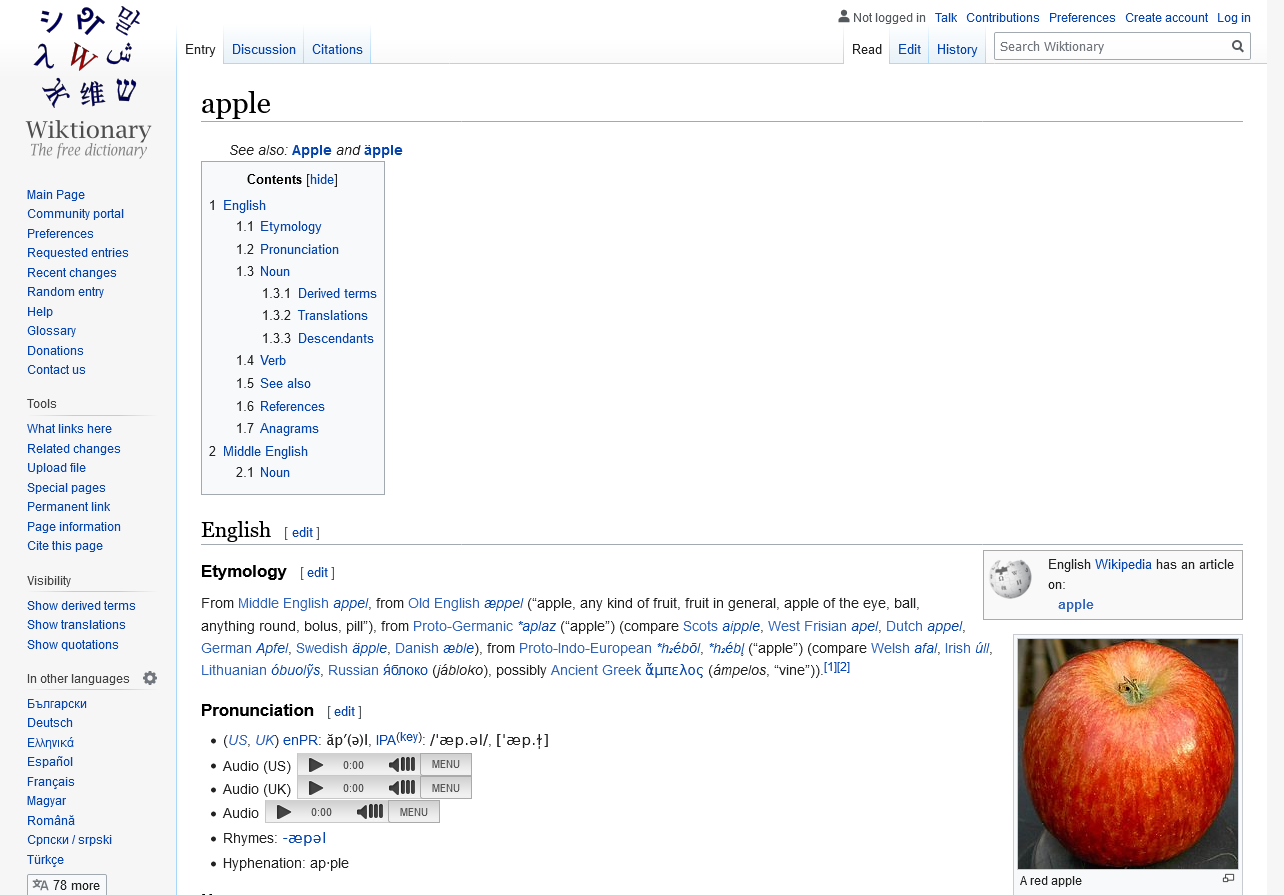 Not logged in Talk Contributions Preferences Create account Log in
Entry Discussion Citations
Read Edit History Search Wiktionary
维
Wiktionary
The free dictionary
Main Page
Community portal
Preferences
Requested entries
Recent changes
Random entry
Help
Glossary
Donations
Contact us
Tools
What links here
Related changes
Upload file
Special pages
Permanent link
Page information
Cite this page
Visibility
Show derived terms
Show translations
Show quotations
In other languages
Български
Deutsch
Ελληνικά
Español
Français
Magyar
Română
Српски / srpski
Türkçe
78 more
apple
See also: Apple and äpple
Contents [hide]
1 English
1.1 Etymology
1.2 Pronunciation
1.3 Noun
1.3.1 Derived terms
1.3.2 Translations
1.3.3 Descendants
1.4 Verb
1.5 See also
1.6 References
1.7 Anagrams
2 Middle English
2.1 Noun
English [ edit ]
English Wikipedia has an article
on:
apple
Etymology [ edit ]
From Middle English appel, from Old English æppel (“apple, any kind of fruit, fruit in general, apple of the eye, ball,
anything round, bolus, pill”), from Proto-Germanic *aplaz (“apple”) (compare Scots aipple, West Frisian apel, Dutch appel,
German Apfel, Swedish äpple, Danish æble), from Proto-Indo-European *h₂ébōl, *h₂ébl̥ (“apple”) (compare Welsh afal, Irish úll,
Lithuanian óbuolỹs, Russian я́блоко (jábloko), possibly Ancient Greek ἄμπελος (ámpelos, “vine”)).[1][2]
Pronunciation [ edit ]
• (US, UK) enPR: ăp′(ə)l, IPA(key): /ˈæp.əl/, [ˈæp.ɫ̩]
• Audio (US) 0:00 MENU
• Audio (UK) 0:00 MENU
• Audio 0:00 MENU
• Rhymes: -æpəl
• Hyphenation: ap‧ple
A red apple